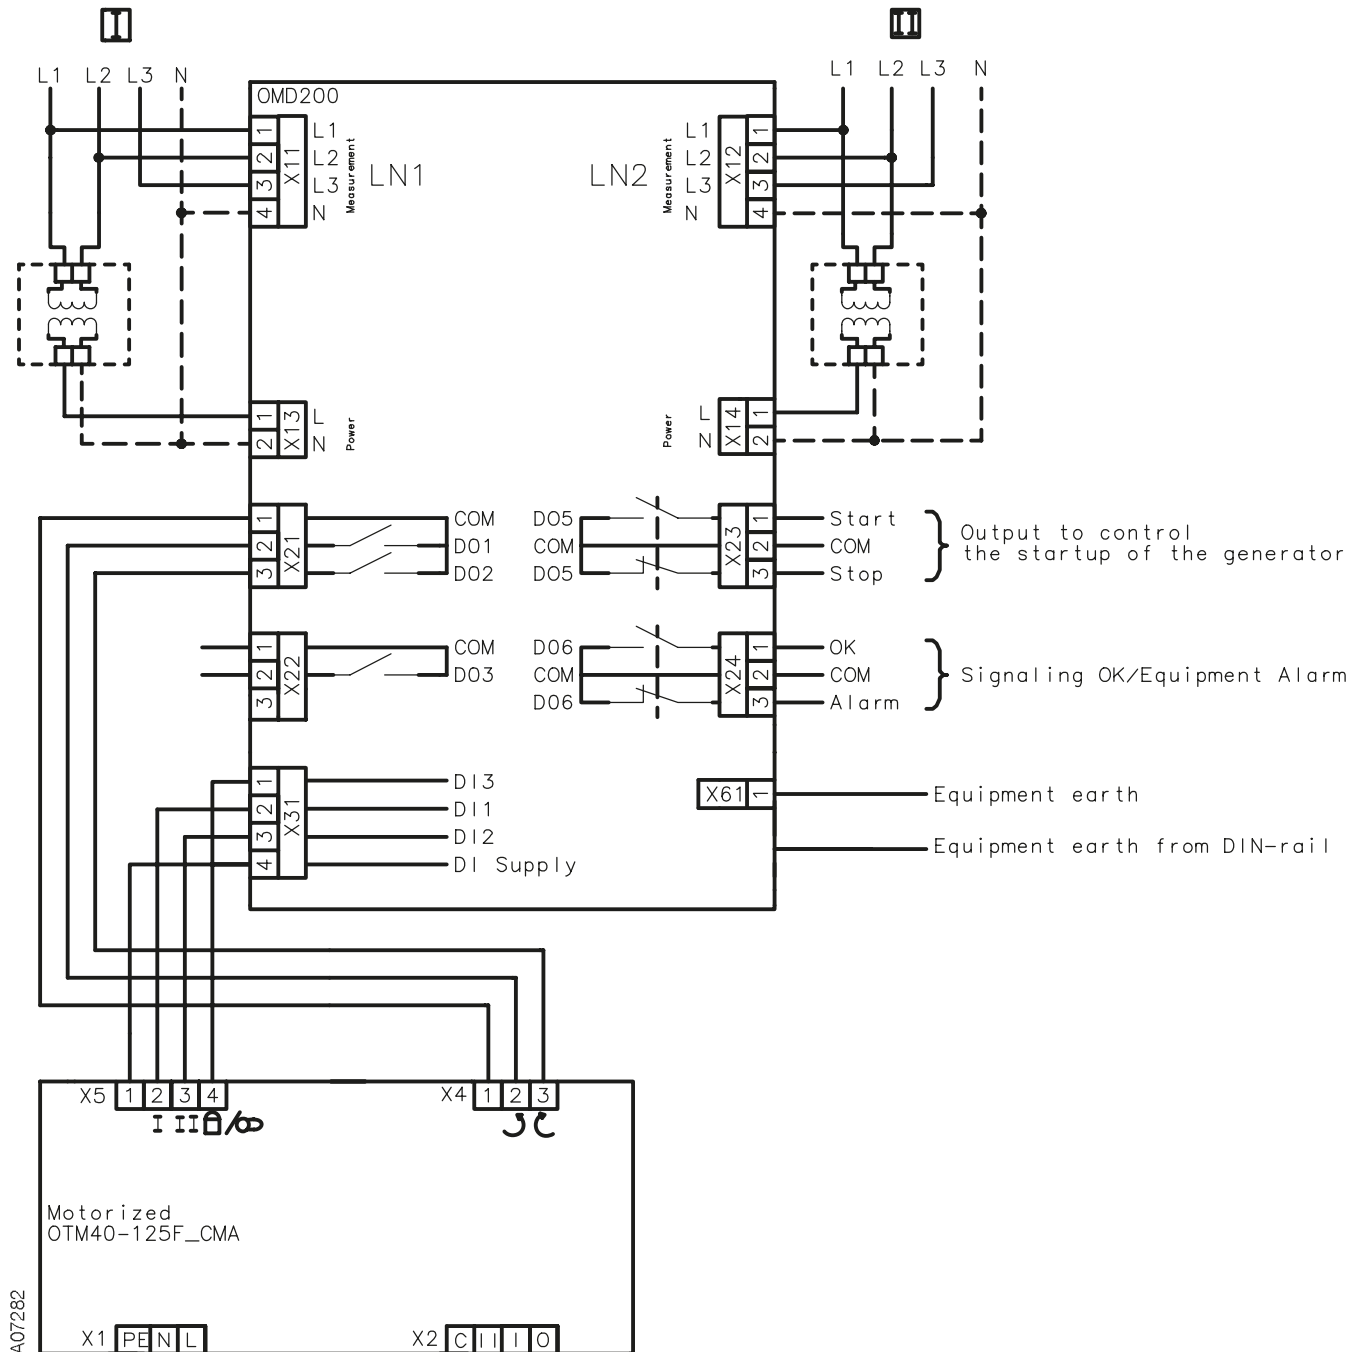 I II
L1 L2 L3 N
L1 L2 L3 N
OMD200
1 L1
2 L2
3 L3
4 N
X11
Measurement
LN1
LN2
Measurement
L1 1
L2 2
L3 3
N 4
X12
1 L
2 N
X13
Power
Power
L 1
N 2
X14
1 COM
2 DO1
3 DO2
X21
DO5 1 Start
COM 2 COM
DO5 3 Stop
X23
Output to control
the startup of the generator
1 COM
2 DO3
3
X22
DO6 1 OK
COM 2 COM
DO6 3 Alarm
X24
Signaling OK/Equipment Alarm
1 DI3
2 DI1
3 DI2
4 DI Supply
X31
X61 1 Equipment earth
Equipment earth from DIN-rail
X5 1 2 3 4
I II /
X4 1 2 3
Motorized
OTM40-125F_CMA
X1 PE N L
X2 C II I O
A07282